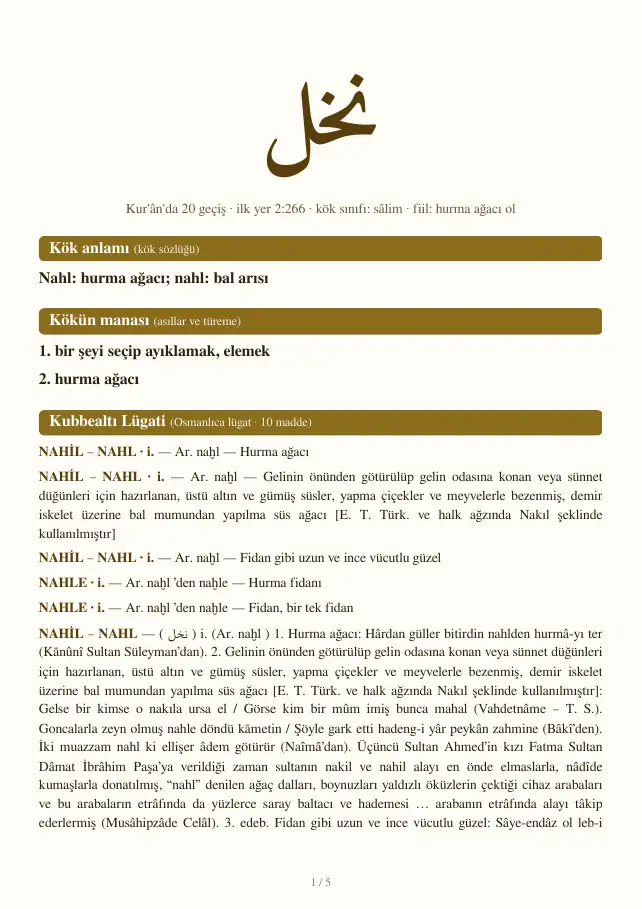 نخل
Kur'ân'da 20 geçiş · ilk yer 2:266 · kök sınıfı: sâlim · fiil: hurma ağacı ol
Kök anlamı (kök sözlüğü)
Nahl: hurma ağacı; nahl: bal arısı
Kökün manası (asıllar ve türeme)
1. bir şeyi seçip ayıklamak, elemek
2. hurma ağacı
Kubbealtı Lügati (Osmanlıca lügat · 10 madde)
NAHİL – NAHL · i. — Ar. naḫl — Hurma ağacı
NAHİL – NAHL · i. — Ar. naḫl — Gelinin önünden götürülüp gelin odasına konan veya sünnet
düğünleri için hazırlanan, üstü altın ve gümüş süsler, yapma çiçekler ve meyvelerle bezenmiş, demir
iskelet üzerine bal mumundan yapılma süs ağacı [E. T. Türk. ve halk ağzında Nakıl şeklinde
kullanılmıştır]
NAHİL – NAHL · i. — Ar. naḫl — Fidan gibi uzun ve ince vücutlu güzel
NAHLE · i. — Ar. naḫl ’den naḫle — Hurma fidanı
NAHLE · i. — Ar. naḫl ’den naḫle — Fidan, bir tek fidan
NAHİL – NAHL — ( نخل ) i. (Ar. naḫl ) 1. Hurma ağacı: Hârdan güller bitirdin nahlden hurmâ-yı ter
(Kānûnî Sultan Süleyman’dan). 2. Gelinin önünden götürülüp gelin odasına konan veya sünnet düğünleri
için hazırlanan, üstü altın ve gümüş süsler, yapma çiçekler ve meyvelerle bezenmiş, demir iskelet
üzerine bal mumundan yapılma süs ağacı [E. T. Türk. ve halk ağzında Nakıl şeklinde kullanılmıştır]:
Gelse bir kimse o nakıla ursa el / Görse kim bir mûm imiş bunca mahal (Vahdetnâme – T. S.).
Goncalarla zeyn olmuş nahle döndü kāmetin / Şöyle gark etti hadeng-i yâr peykân zahmine (Bâkî’den).
İki muazzam nahl ki ellişer âdem götürür (Naîmâ’dan). Üçüncü Sultan Ahmed’in kızı Fatma Sultan
Dâmat İbrâhim Paşa’ya verildiği zaman sultanın nakil ve nahil alayı en önde elmaslarla, nâdîde
kumaşlarla donatılmış, “nahl” denilen ağaç dalları, boynuzları yaldızlı öküzlerin çektiği cihaz arabaları
ve bu arabaların etrâfında da yüzlerce saray baltacı ve hademesi … arabanın etrâfında alayı tâkip
ederlermiş (Musâhipzâde Celâl). 3. edeb. Fidan gibi uzun ve ince vücutlu güzel: Sâye-endâz ol leb-i
1 / 5